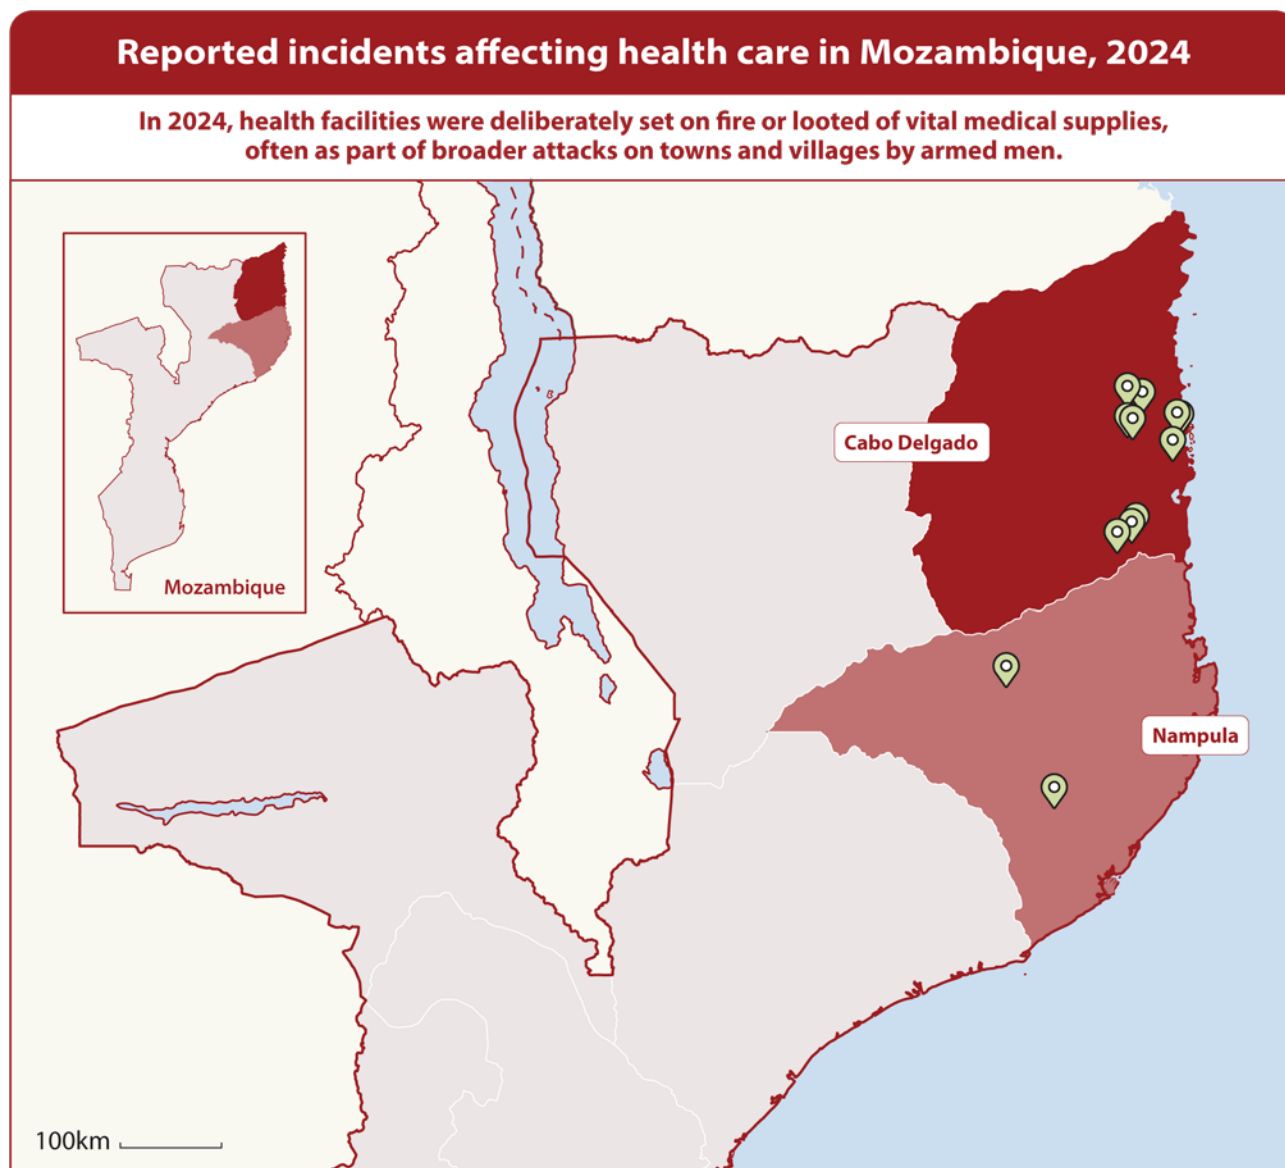 Reported incidents affecting health care in Mozambique, 2024
In 2024, health facilities were deliberately set on fire or looted of vital medical supplies,
often as part of broader attacks on towns and villages by armed men.
Mozambique
Cabo Delgado
Nampula
100km